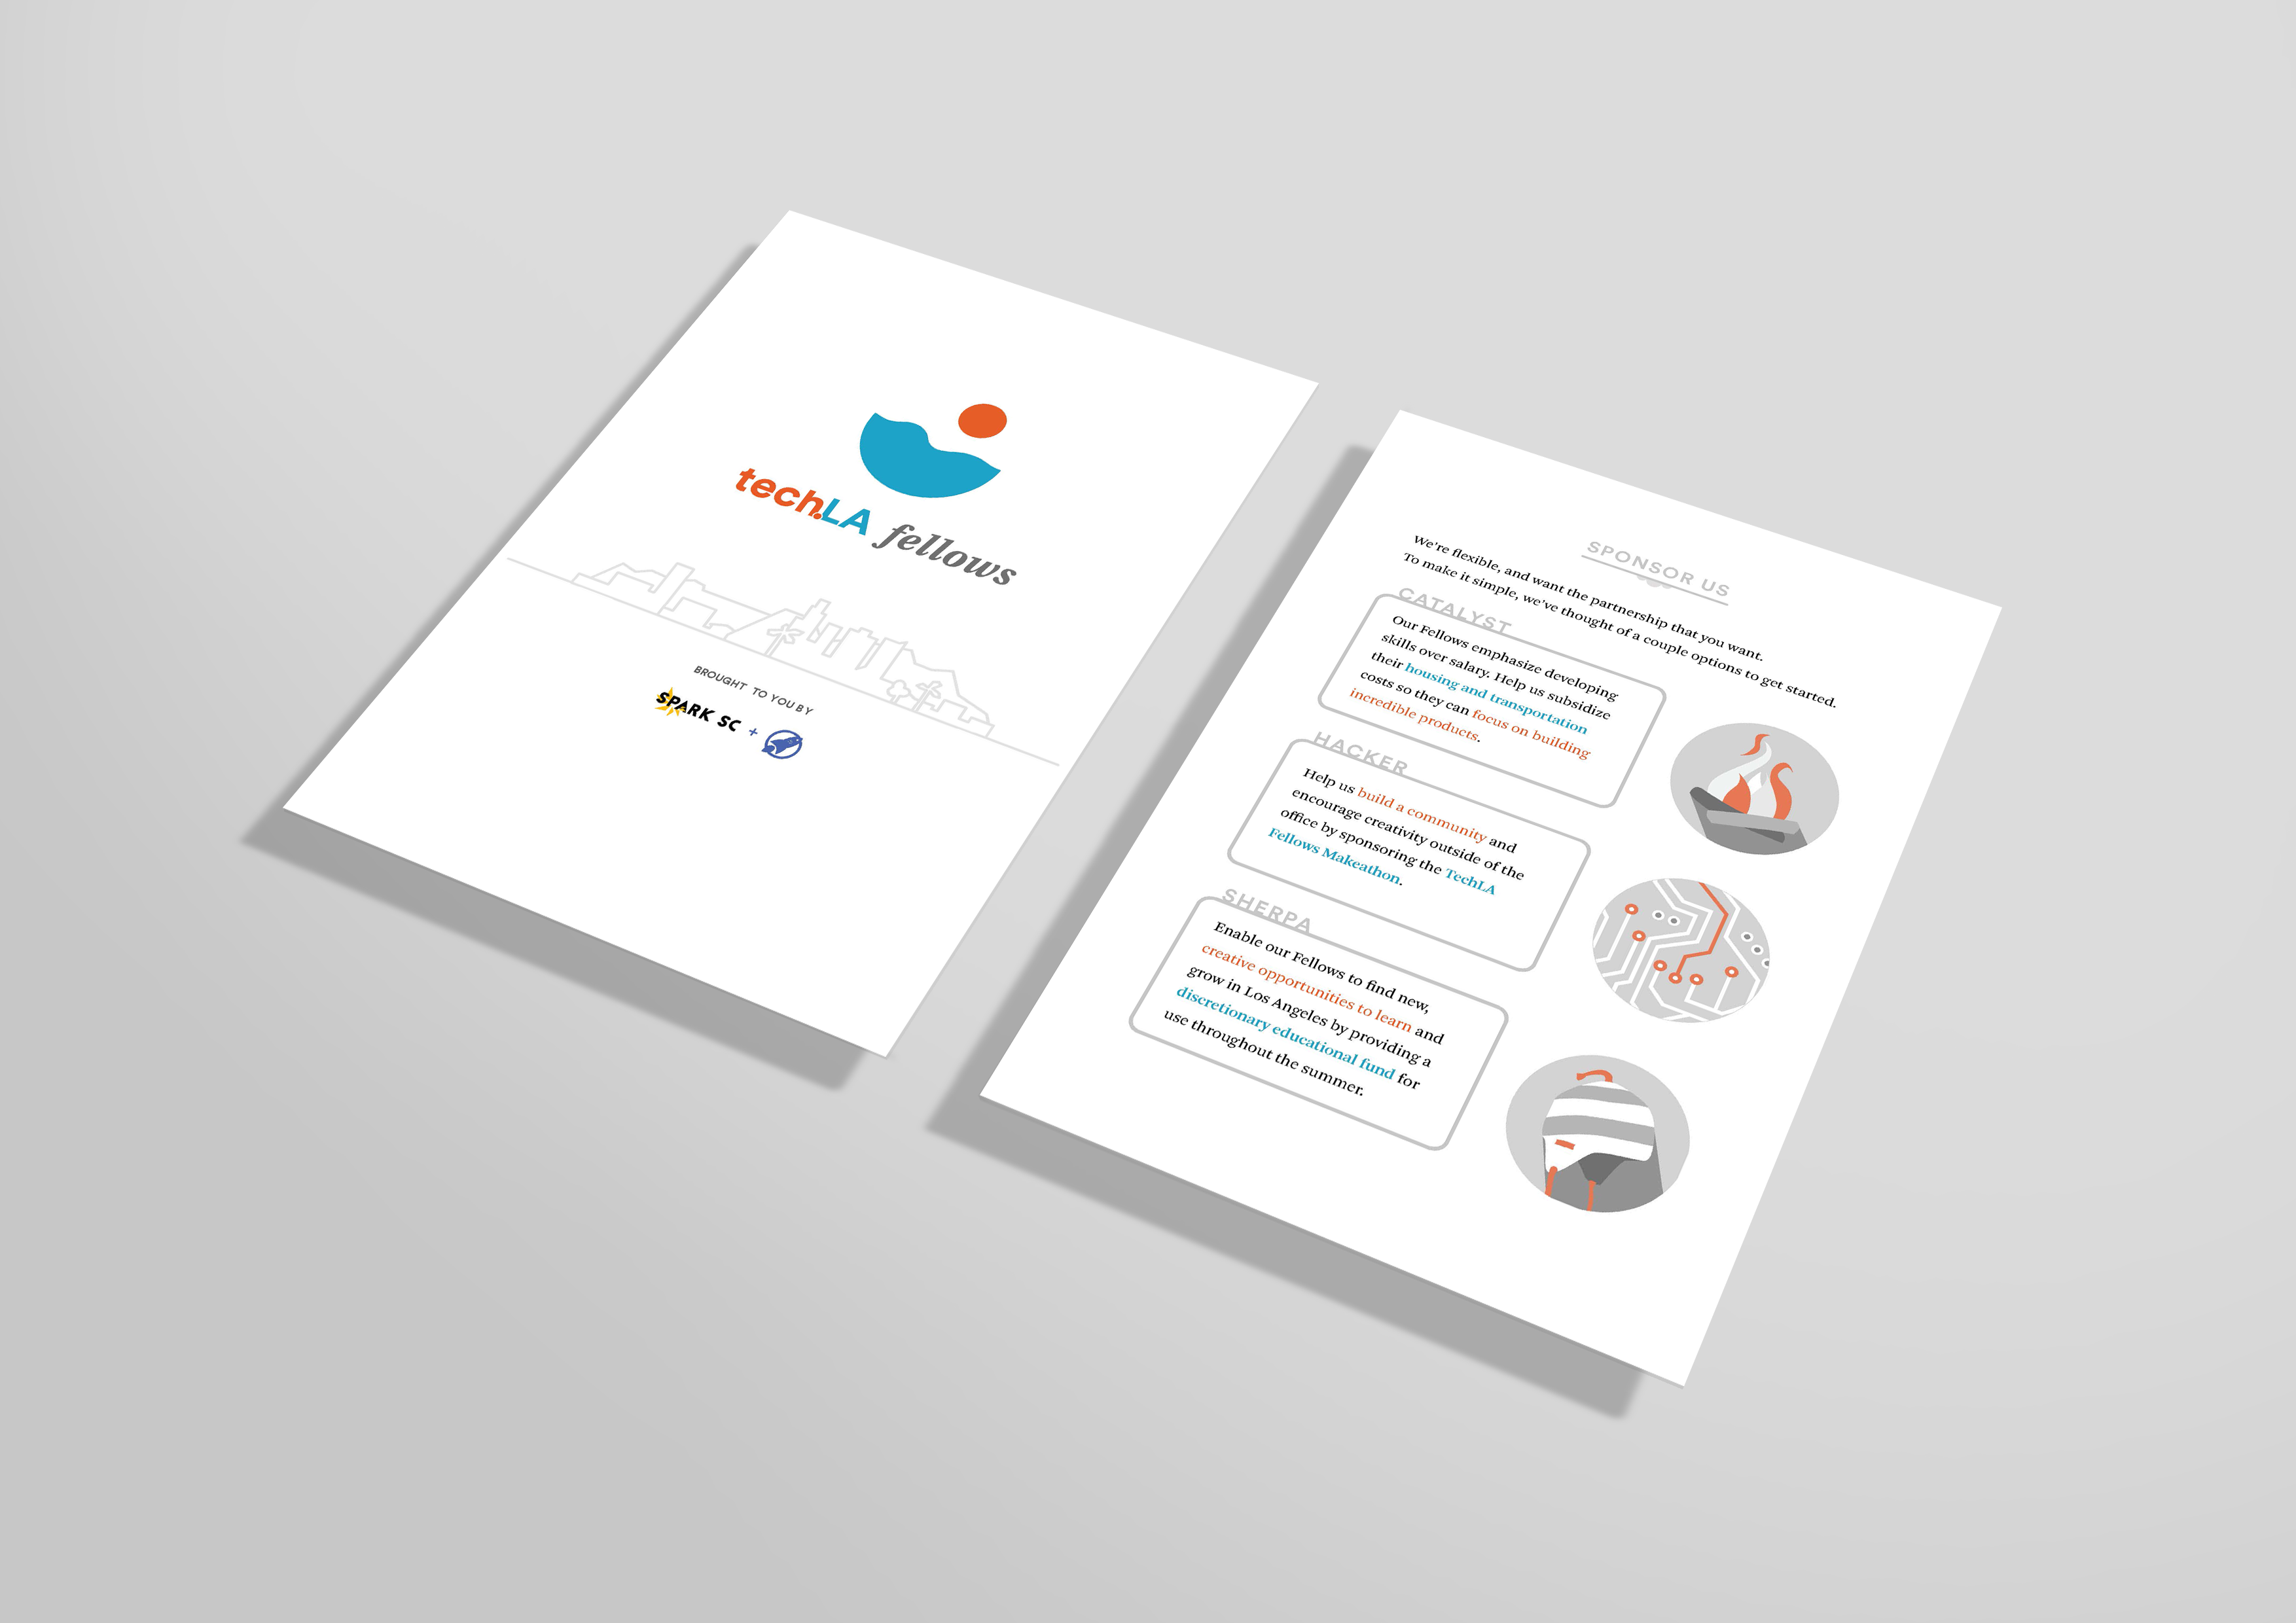 tech.LA fellows
BROUGHT TO YOU BY
SPARK SC +
SPONSOR US
We're flexible, and want the partnership that you want.
To make it simple, we've thought of a couple options to get started.
CATALYST
Our Fellows emphasize developing
skills over salary. Help us subsidize
their housing and transportation
costs so they can focus on building
incredible products.
HACKER
Help us build a community and
encourage creativity outside of the
office by sponsoring the TechLA
Fellows Makeathon.
SHERPA
Enable our Fellows to find new,
creative opportunities to learn and
grow in Los Angeles by providing a
discretionary educational fund for
use throughout the summer.